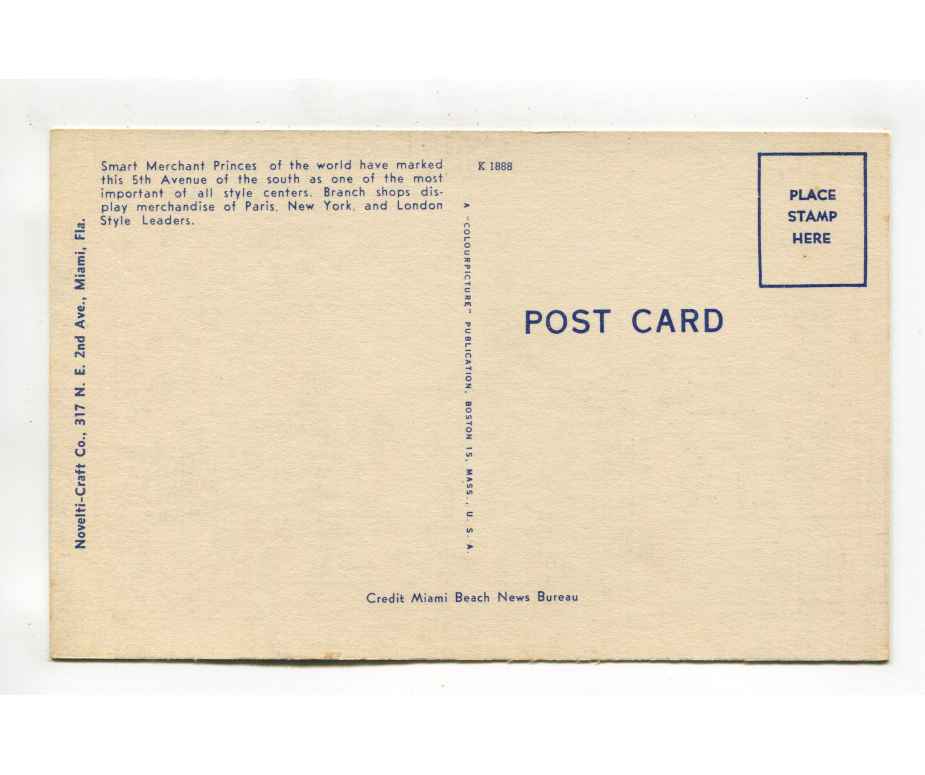 Smart Merchant Princes of the world have marked
this 5th Avenue of the south as one of the most
important of all style centers. Branch shops dis-
play merchandise of Paris, New York, and London
Style Leaders.
Novelti-Craft Co., 317 N. E. 2nd Ave., Miami, Fla.
K 1888
A "COLOURPICTURE" PUBLICATION, BOSTON 15, MASS., U. S. A.
PLACE
STAMP
HERE
POST CARD
Credit Miami Beach News Bureau